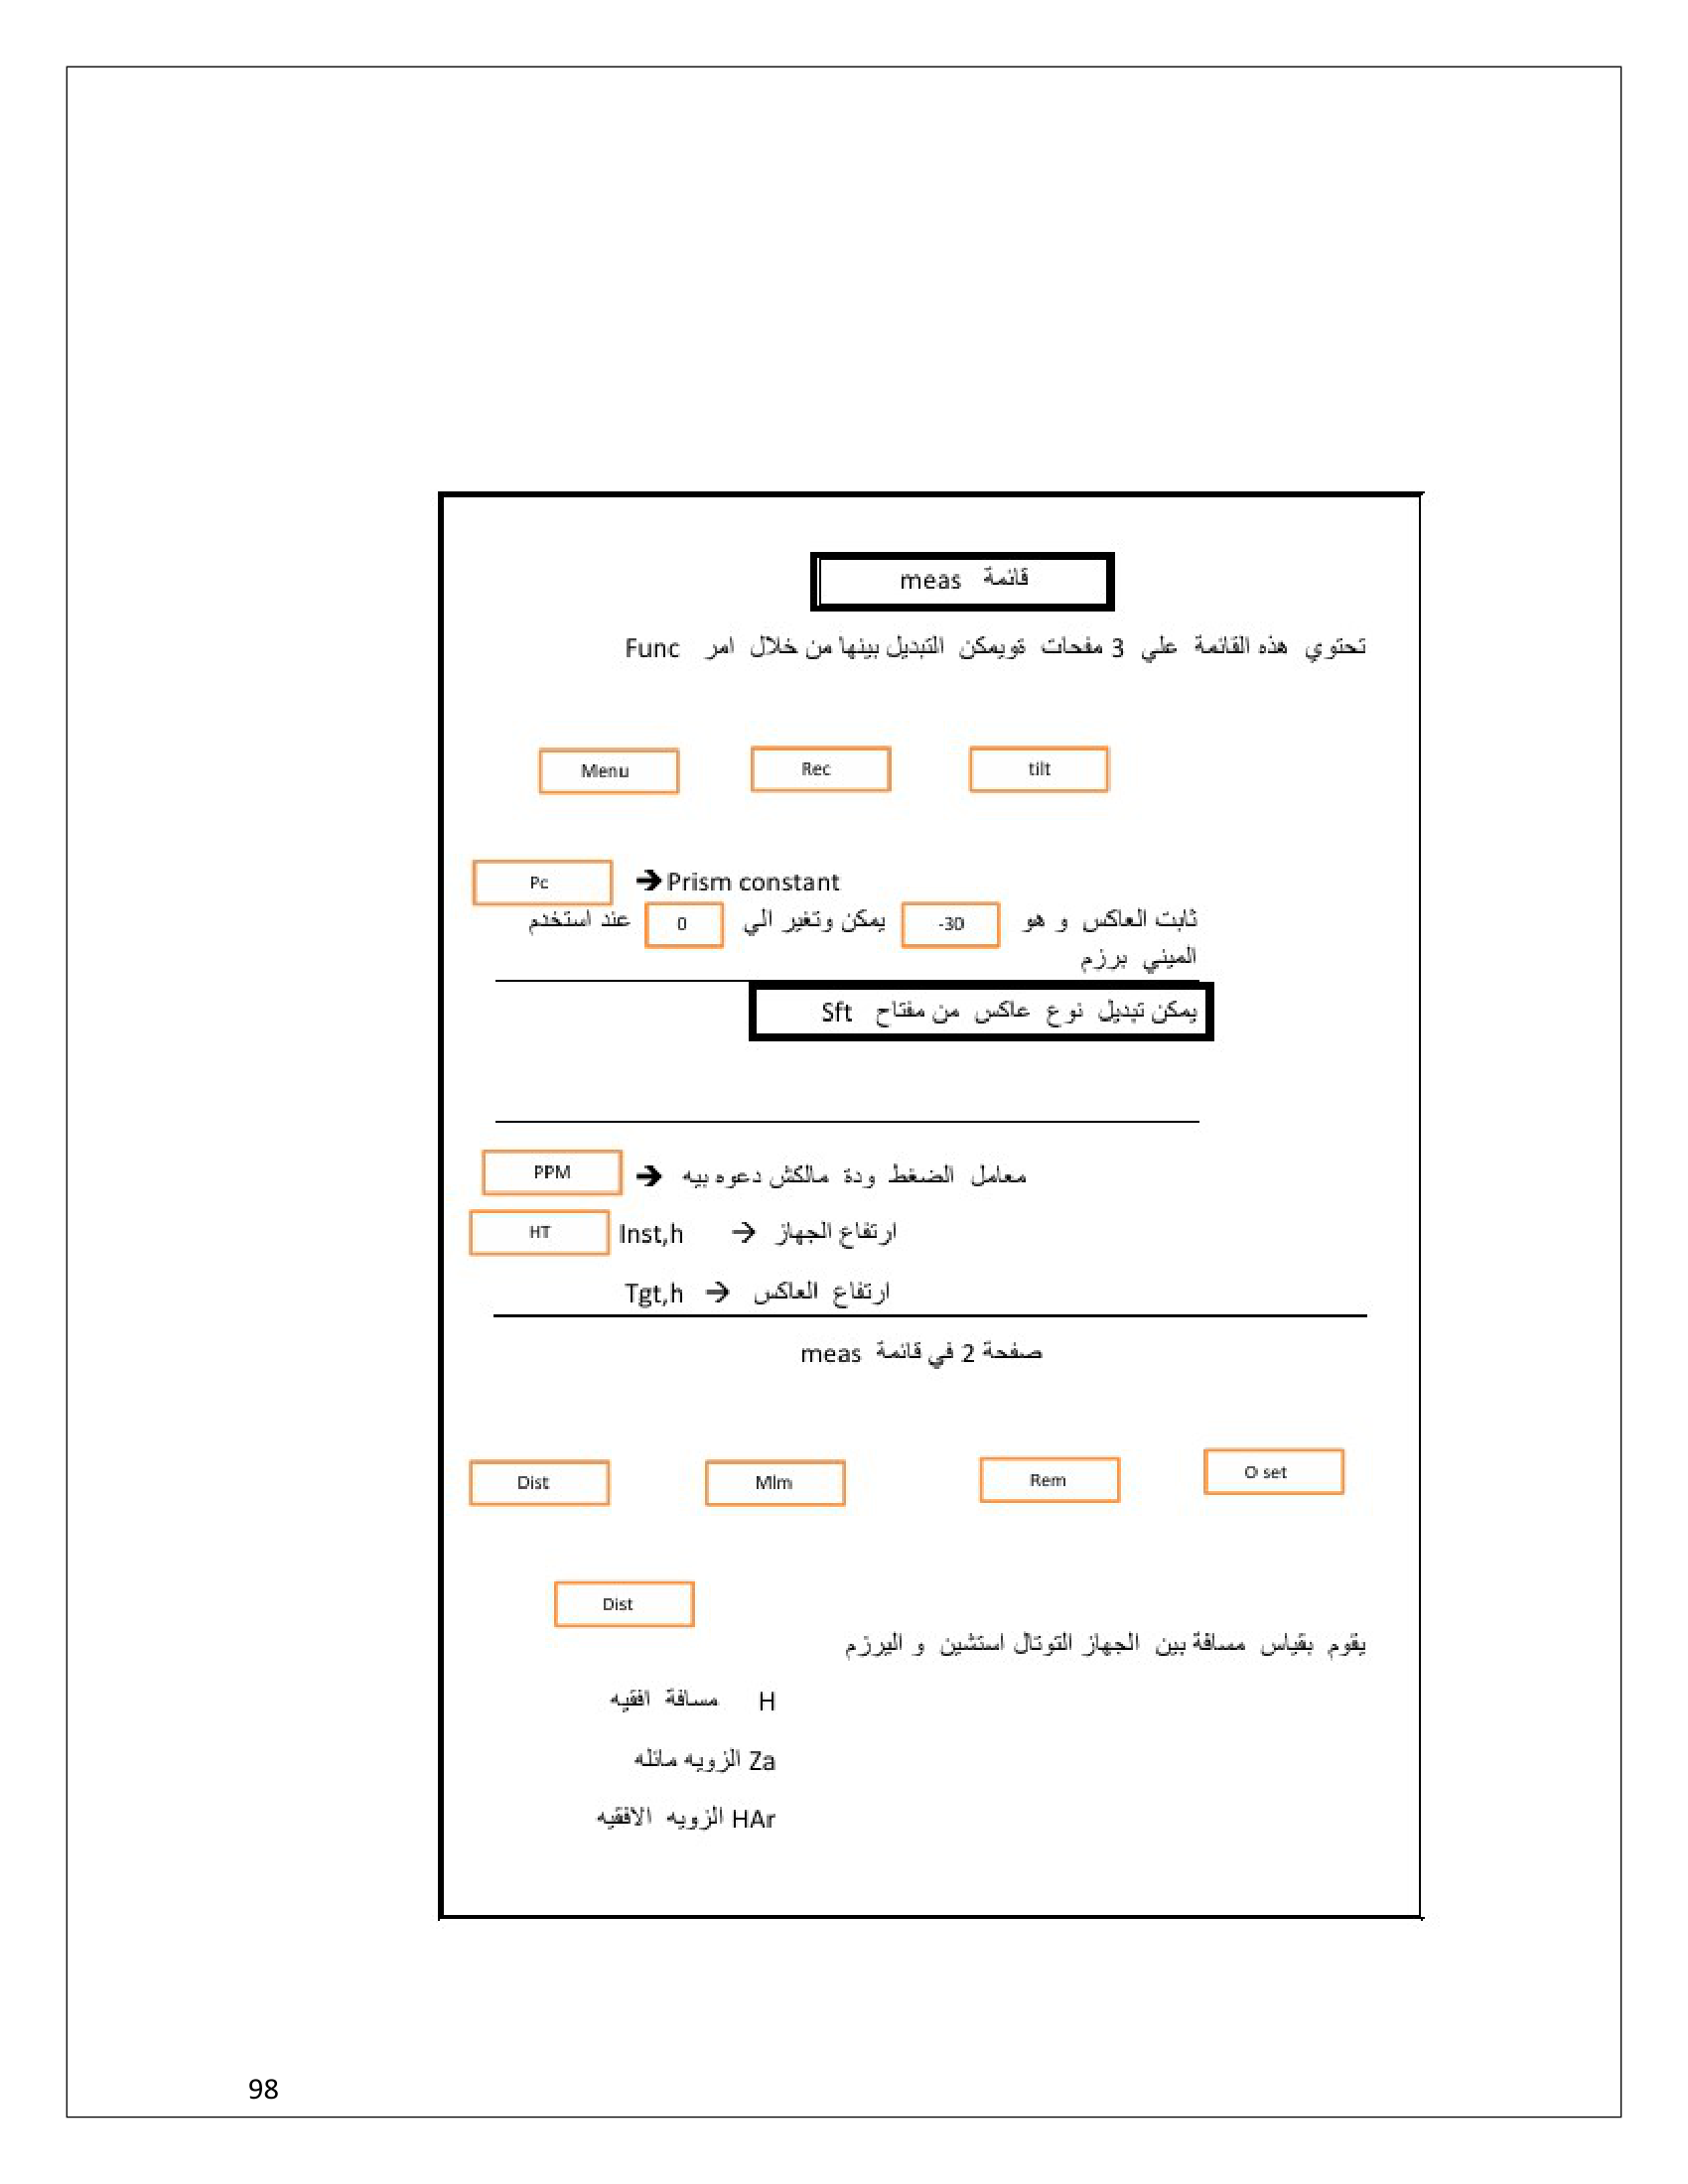 قائمة meas
تحتوي هذه القائمة علي 3 مفحات ةويمكن التبديل بينها من خلال امر Func
Menu Rec tilt
Pc → Prism constant
ثابت العاكس و هو -30 يمكن وتغير الي 0 عند استخدم
الميني برزم
يمكن تبديل نوع عاكس من مفتاح Sft
PPM → معامل الضغط ودة مالكش دعوه بيه
HT Inst,h → ارتفاع الجهاز
Tgt,h → ارتفاع العاكس
صفحة 2 في قائمة meas
Dist Mlm Rem O set
Dist
يقوم بقياس مسافة بين الجهاز التوتال استشين و اليرزم
H مسافة افقيه
Za الزويه مائله
HAr الزويه الافقيه
98